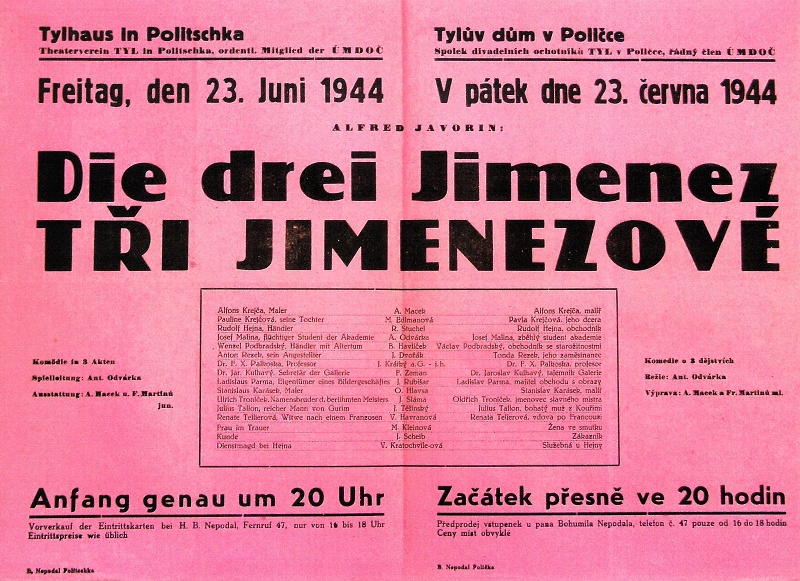 Tylhaus in Politschka
Theaterverein TYL in Politschka, ordentl. Mitglied der ÚMDOČ
Freitag, den 23. Juni 1944
Tylův dům v Poličce
Spolek divadelních ochotníků TYL v Poličce, řádný člen ÚMDOČ
V pátek dne 23. června 1944
ALFRED JAVORIN:
Die drei Jimenez
TŘI JIMENEZOVÉ
Komödie in 3 Akten
Spielleitung: Ant. Odvárka
Ausstattung: A. Macek u. F. Martinů
jun.
Alfons Krejča, Maler A. Macek Alfons Krejča, malíř
Pauline Krejčová, seine Tochter M. Edlmanová Pavla Krejčová, jeho dcera
Rudolf Hejna, Händler R. Stuchel Rudolf Hejna, obchodník
Josef Malina, flüchtiger Student der Akademie A. Odvárka Josef Malina, zběhlý student akademie
Wenzel Podbradský, Händler mit Altertum B. Havlíček Václav Podbradský, obchodník se starožitnostmi
Anton Rezek, sein Angestellter J. Dvořák Tonda Rezek, jeho zaměstnanec
Dr. F. X. Paličoska, Professor J. Krátký a.G. - j.h. Dr. F. X. Paličoska, profesor
Dr. Jar. Kulhavý, Sekretär der Gallerie F. Zeman Dr. Jaroslav Kulhavý, tajemník Galerie
Ladislaus Parma, Eigentümer eines Bildergeschäftes J. Rubišar Ladislav Parma, majitel obchodu s obrazy
Stanislaus Karásek, Maler O. Hlavsa Stanislav Karásek, malíř
Ulrich Troníček, Namensbruder d. berühmten Meisters J. Sláma Oldřich Troníček, jmenovec slavného mistra
Julius Tallon, reicher Mann von Gurim J. Těžinský Julius Tallon, bohatý muž z Kouřimi
Renate Tellerová, Witwe nach einem Franzosen V. Havranová Renata Telerová, vdova po Francouzi
Frau im Trauer M. Kleinová Žena ve smutku
Kunde J. Scheib Zákazník
Dienstmagd bei Hejna V. Kratochvíle-ová Služebná u Hejny
Komedie o 3 dějstvích
Režie: Ant. Odvárka
Výprava: A. Macek a Fr. Martinů ml.
Anfang genau um 20 Uhr
Vorverkauf der Eintrittskarten bei H. B. Nepodal, Fernruf 47, nur von 16 bis 18 Uhr
Eintrittspreise wie üblich
Začátek přesně ve 20 hodin
Předprodej vstupenek u pana Bohumila Nepodala, telefon č. 47 pouze od 16 do 18 hodin
Ceny míst obvyklé
B. Nepodal Politschka
B. Nepodal Polička